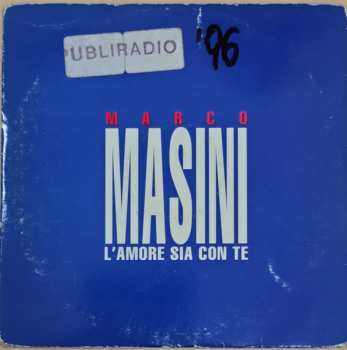 PUBLIRADIO '96
MARCO
MASINI
L'AMORE SIA CON TE